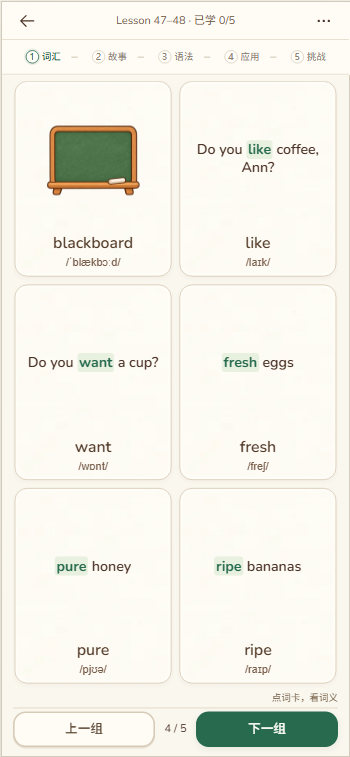 Lesson 47–48 · 已学 0/5
1 词汇 – 2 故事 – 3 语法 – 4 应用 – 5 挑战
blackboard
/ˈblækbɔːd/
Do you like coffee,
Ann?
like
/laɪk/
Do you want a cup?
want
/wɒnt/
fresh eggs
fresh
/freʃ/
pure honey
pure
/pjʊə/
ripe bananas
ripe
/raɪp/
点词卡，看词义
上一组
4 / 5
下一组